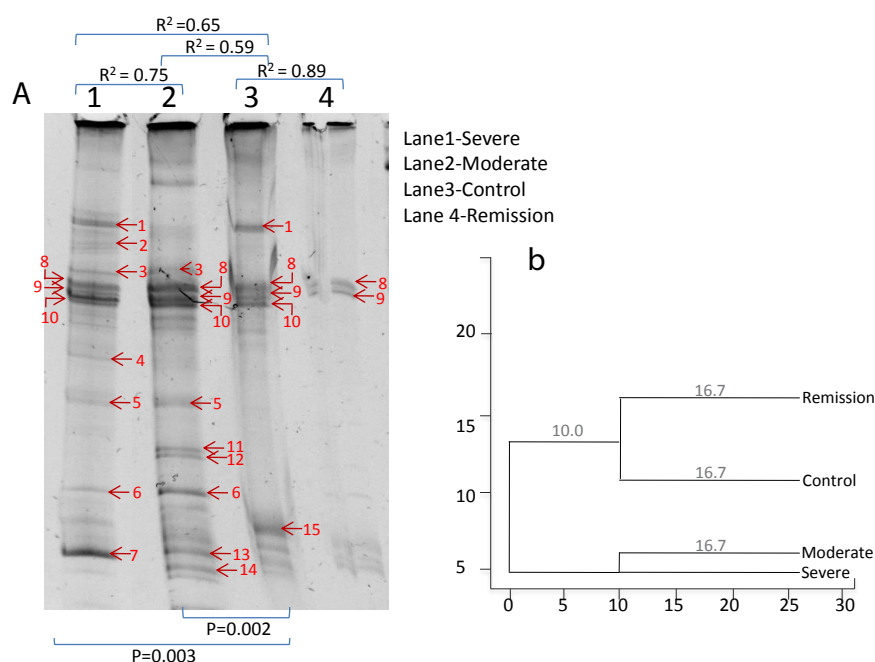 R² =0.65
R² = 0.59
R² = 0.75
R² = 0.89
A
1 2 3 4
Lane1-Severe
Lane2-Moderate
Lane3-Control
Lane 4-Remission
1
2
3
8
9
10
4
5
6
7
3
8
9
10
5
11
12
6
13
14
1
8
9
10
15
8
9
P=0.002
P=0.003
b
20
15
10
5
0 5 10 15 20 25 30
10.0
16.7
Remission
16.7
Control
16.7
Moderate
Severe